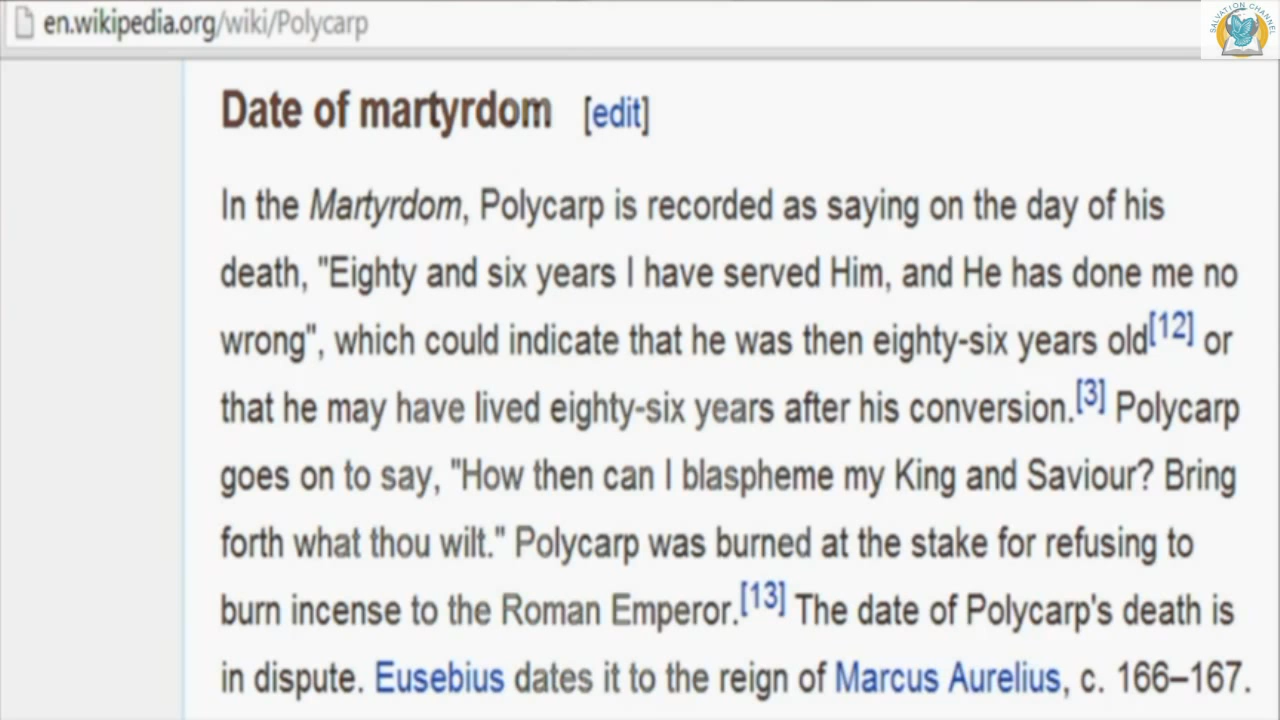 en.wikipedia.org/wiki/Polycarp
SALVATION CHANNEL
Date of martyrdom [edit]
In the Martyrdom, Polycarp is recorded as saying on the day of his
death, "Eighty and six years I have served Him, and He has done me no
wrong", which could indicate that he was then eighty-six years old[12] or
that he may have lived eighty-six years after his conversion.[3] Polycarp
goes on to say, "How then can I blaspheme my King and Saviour? Bring
forth what thou wilt." Polycarp was burned at the stake for refusing to
burn incense to the Roman Emperor.[13] The date of Polycarp's death is
in dispute. Eusebius dates it to the reign of Marcus Aurelius, c. 166–167.